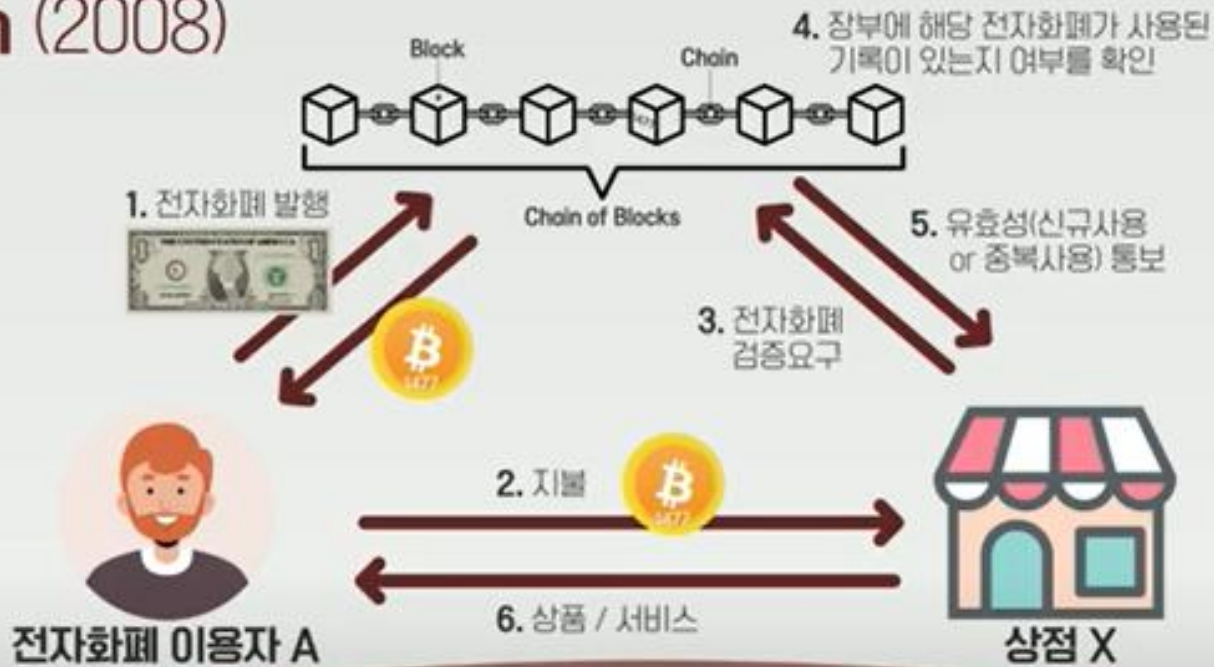 (2008)
Block
Chain
4. 장부에 해당 전자화폐가 사용된
기록이 있는지 여부를 확인
Chain of Blocks
1. 전자화폐 발행
5. 유효성(신규사용
or 중복사용) 통보
3. 전자화폐
검증요구
2. 지불
6. 상품 / 서비스
전자화폐 이용자 A
상점 X